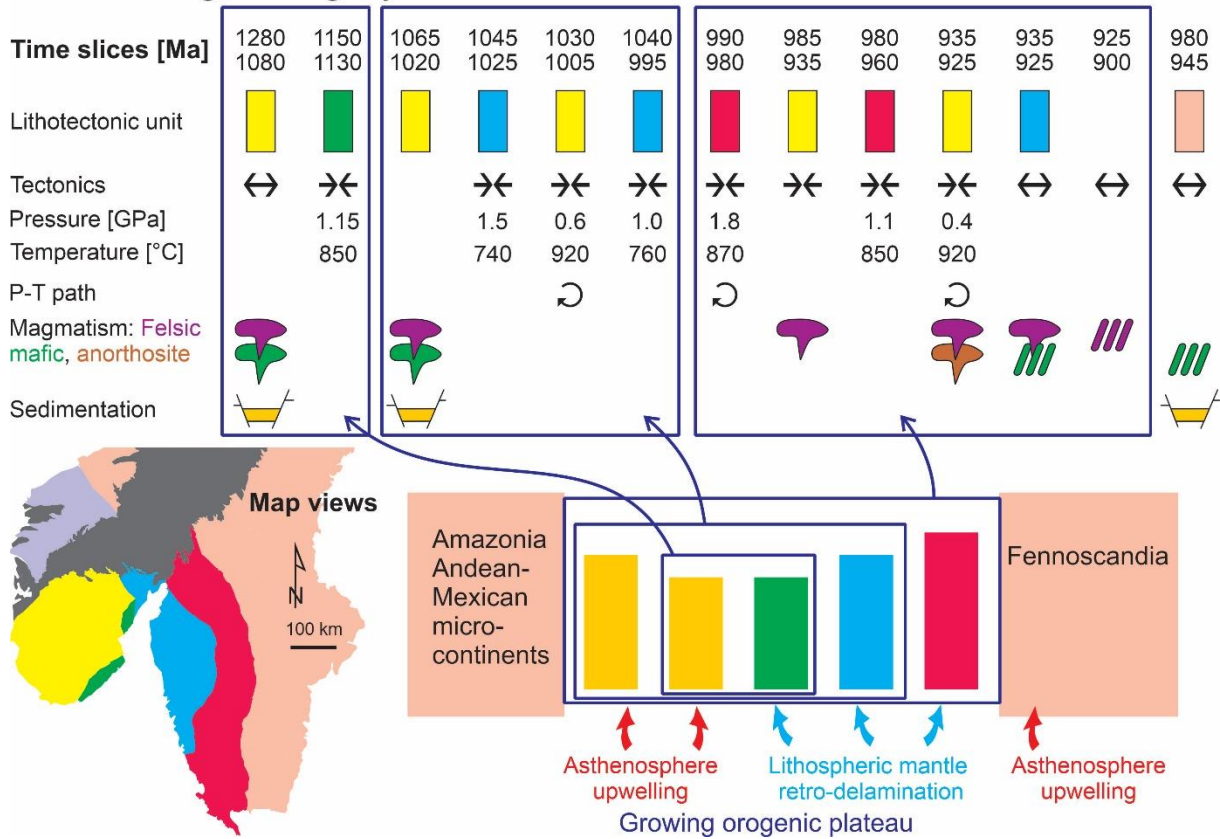 Time slices [Ma] 1280 1150 1065 1045 1030 1040 990 985 980 935 935 925 980
1080 1130 1020 1025 1005 995 980 935 960 925 925 900 945
Lithotectonic unit
Tectonics
Pressure [GPa] 1.15 1.5 0.6 1.0 1.8 1.1 0.4
Temperature [°C] 850 740 920 760 870 850 920
P-T path
Magmatism: Felsic
mafic, anorthosite
Sedimentation
Map views
N
100 km
Amazonia
Andean-
Mexican
micro-
continents
Fennoscandia
Asthenosphere
upwelling
Lithospheric mantle
retro-delamination
Asthenosphere
upwelling
Growing orogenic plateau